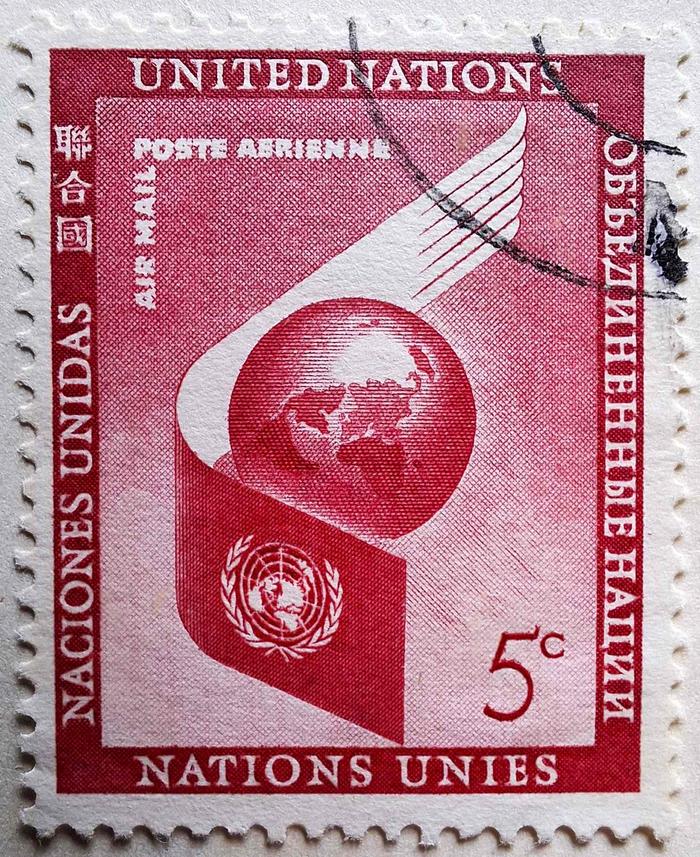 UNITED NATIONS
POSTE AERIENNE
AIR MAIL
聯合國
NACIONES UNIDAS
ОБЪЕДИНЕННЫЕ НАЦИИ
5c
NATIONS UNIES